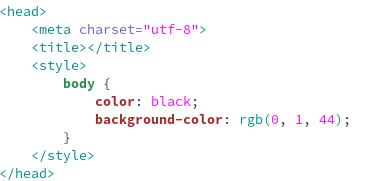 <head>
    <meta charset="utf-8">
    <title></title>
    <style>
        body {
            color: black;
            background-color: rgb(0, 1, 44);
        }
    </style>
</head>